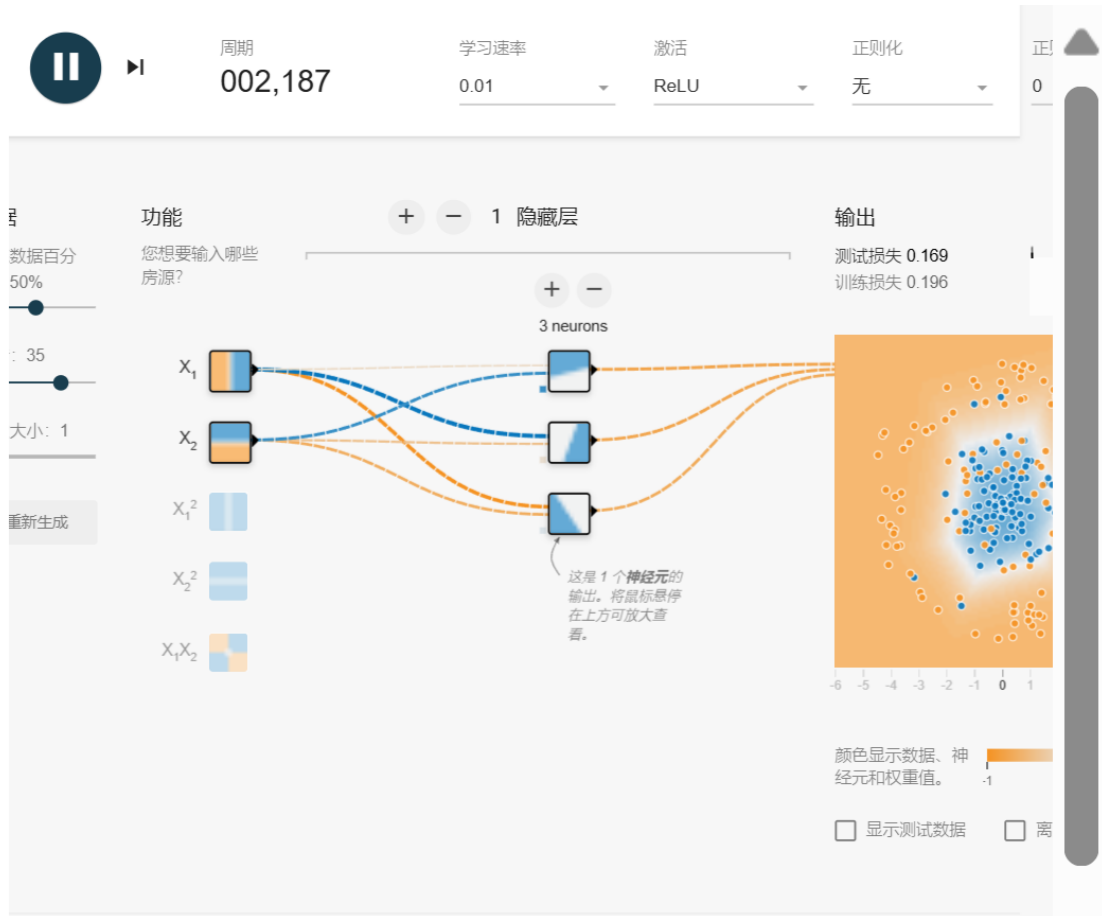 周期
002,187
学习速率
0.01
激活
ReLU
正则化
无
0
功能
您想要输入哪些
房源?
数据百分
50%
: 35
大小: 1
重新生成
+ − 1 隐藏层
+ −
3 neurons
X1
X2
X1²
X2²
X1X2
这是 1 个神经元的
输出。将鼠标悬停
在上方可放大查
看。
输出
测试损失 0.169
训练损失 0.196
-6 -5 -4 -3 -2 -1 0 1
颜色显示数据、神
经元和权重值。
-1
显示测试数据
离